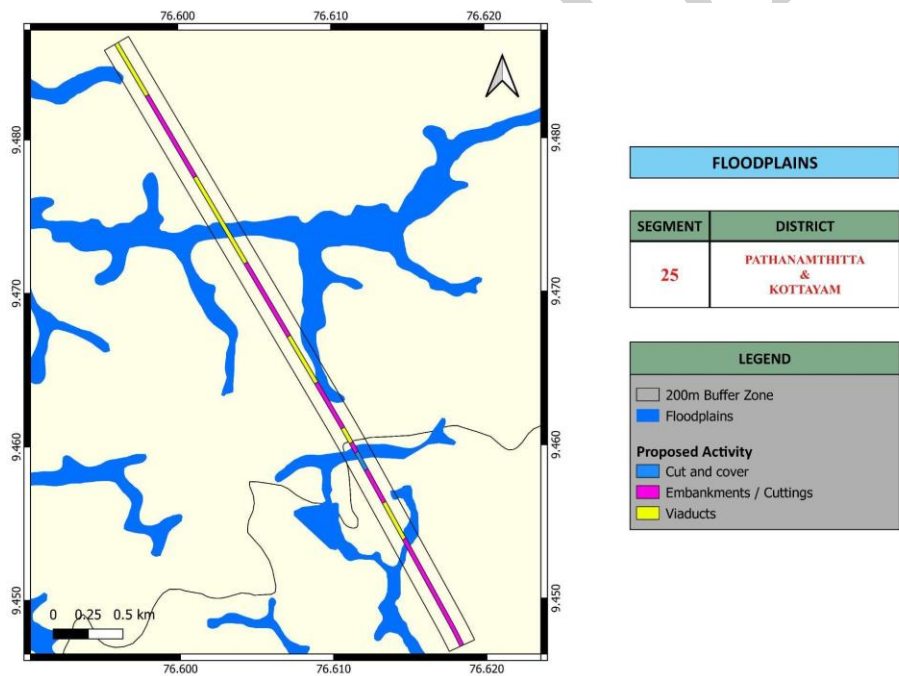 76.600 76.610 76.620
9.480 9.480
9.470 9.470
9.460 9.460
9.450 9.450
0 0.25 0.5 km
76.600 76.610 76.620
FLOODPLAINS
SEGMENT DISTRICT
25 PATHANAMTHITTA
&
KOTTAYAM
LEGEND
200m Buffer Zone
Floodplains
Proposed Activity
Cut and cover
Embankments / Cuttings
Viaducts